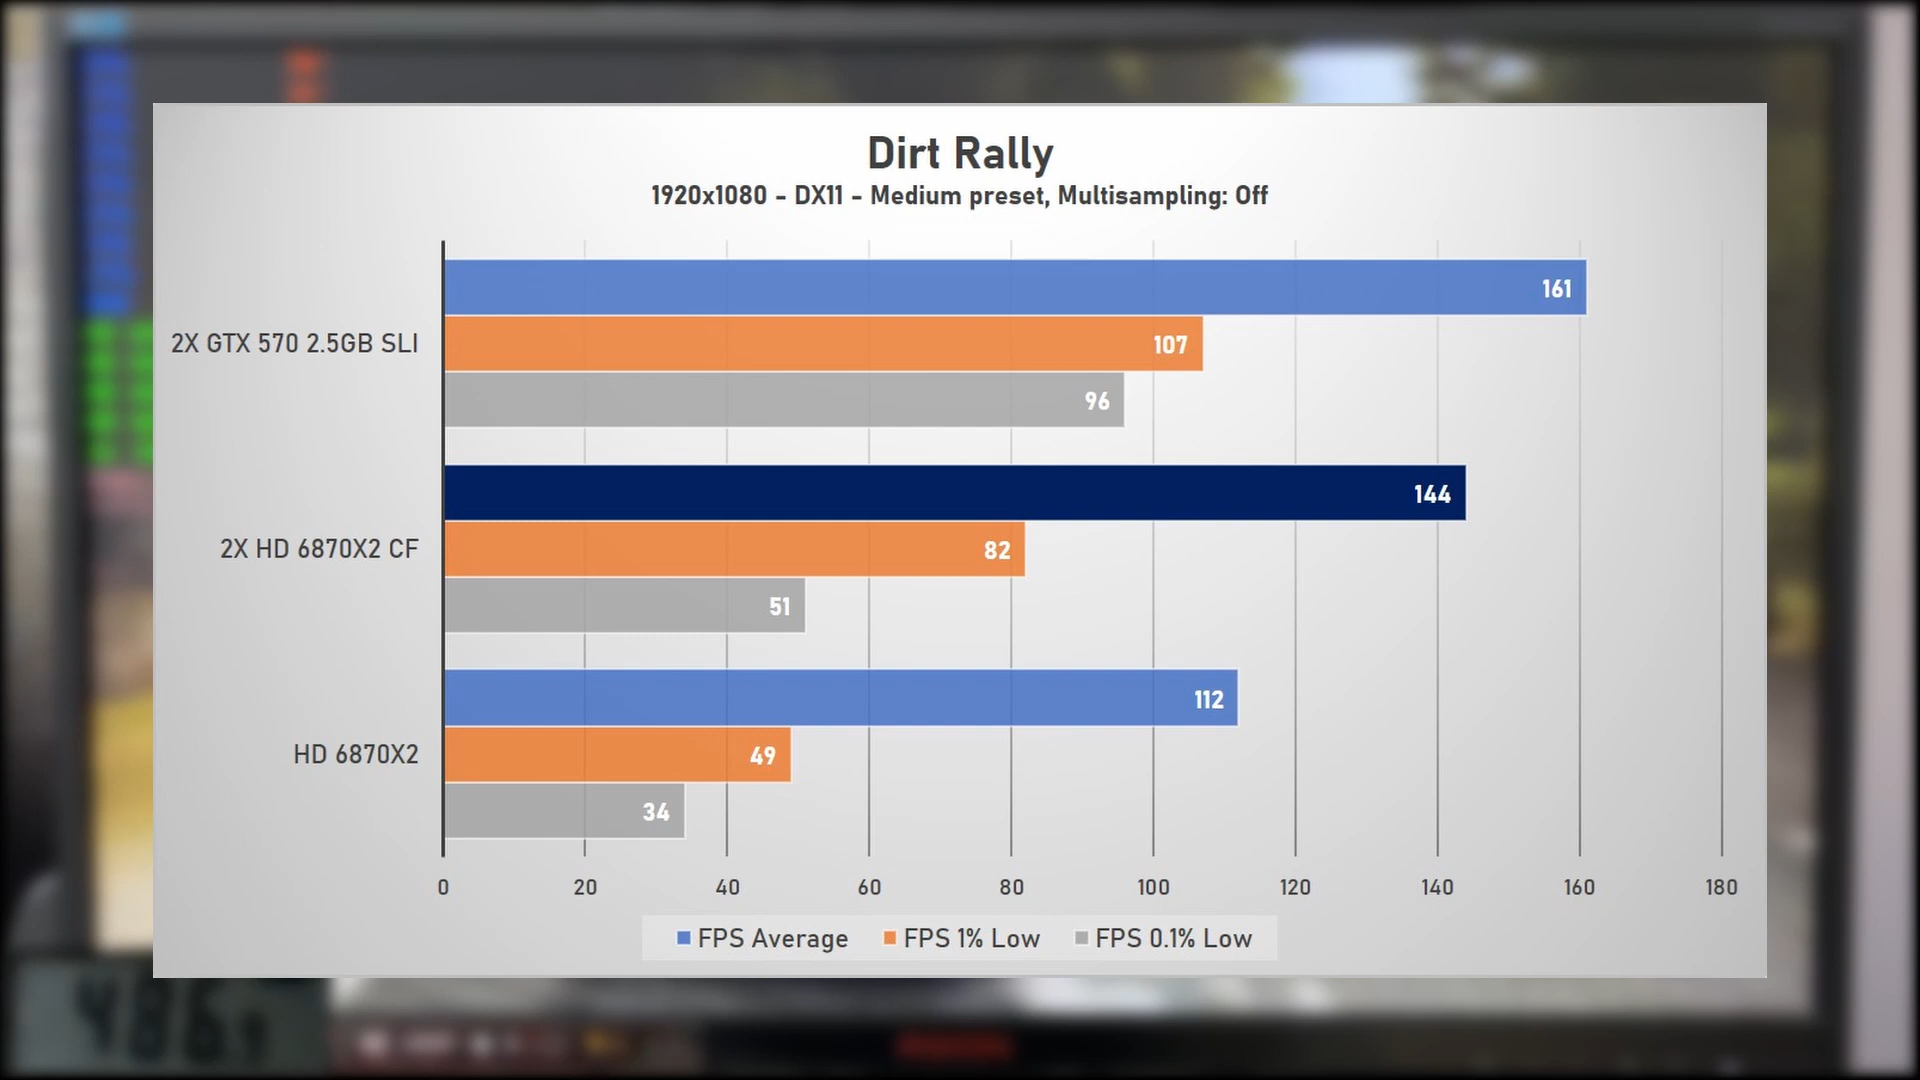 Dirt Rally
1920x1080 - DX11 - Medium preset, Multisampling: Off
2X GTX 570 2.5GB SLI
161
107
96
2X HD 6870X2 CF
144
82
51
HD 6870X2
112
49
34
0 20 40 60 80 100 120 140 160 180
FPS Average FPS 1% Low FPS 0.1% Low